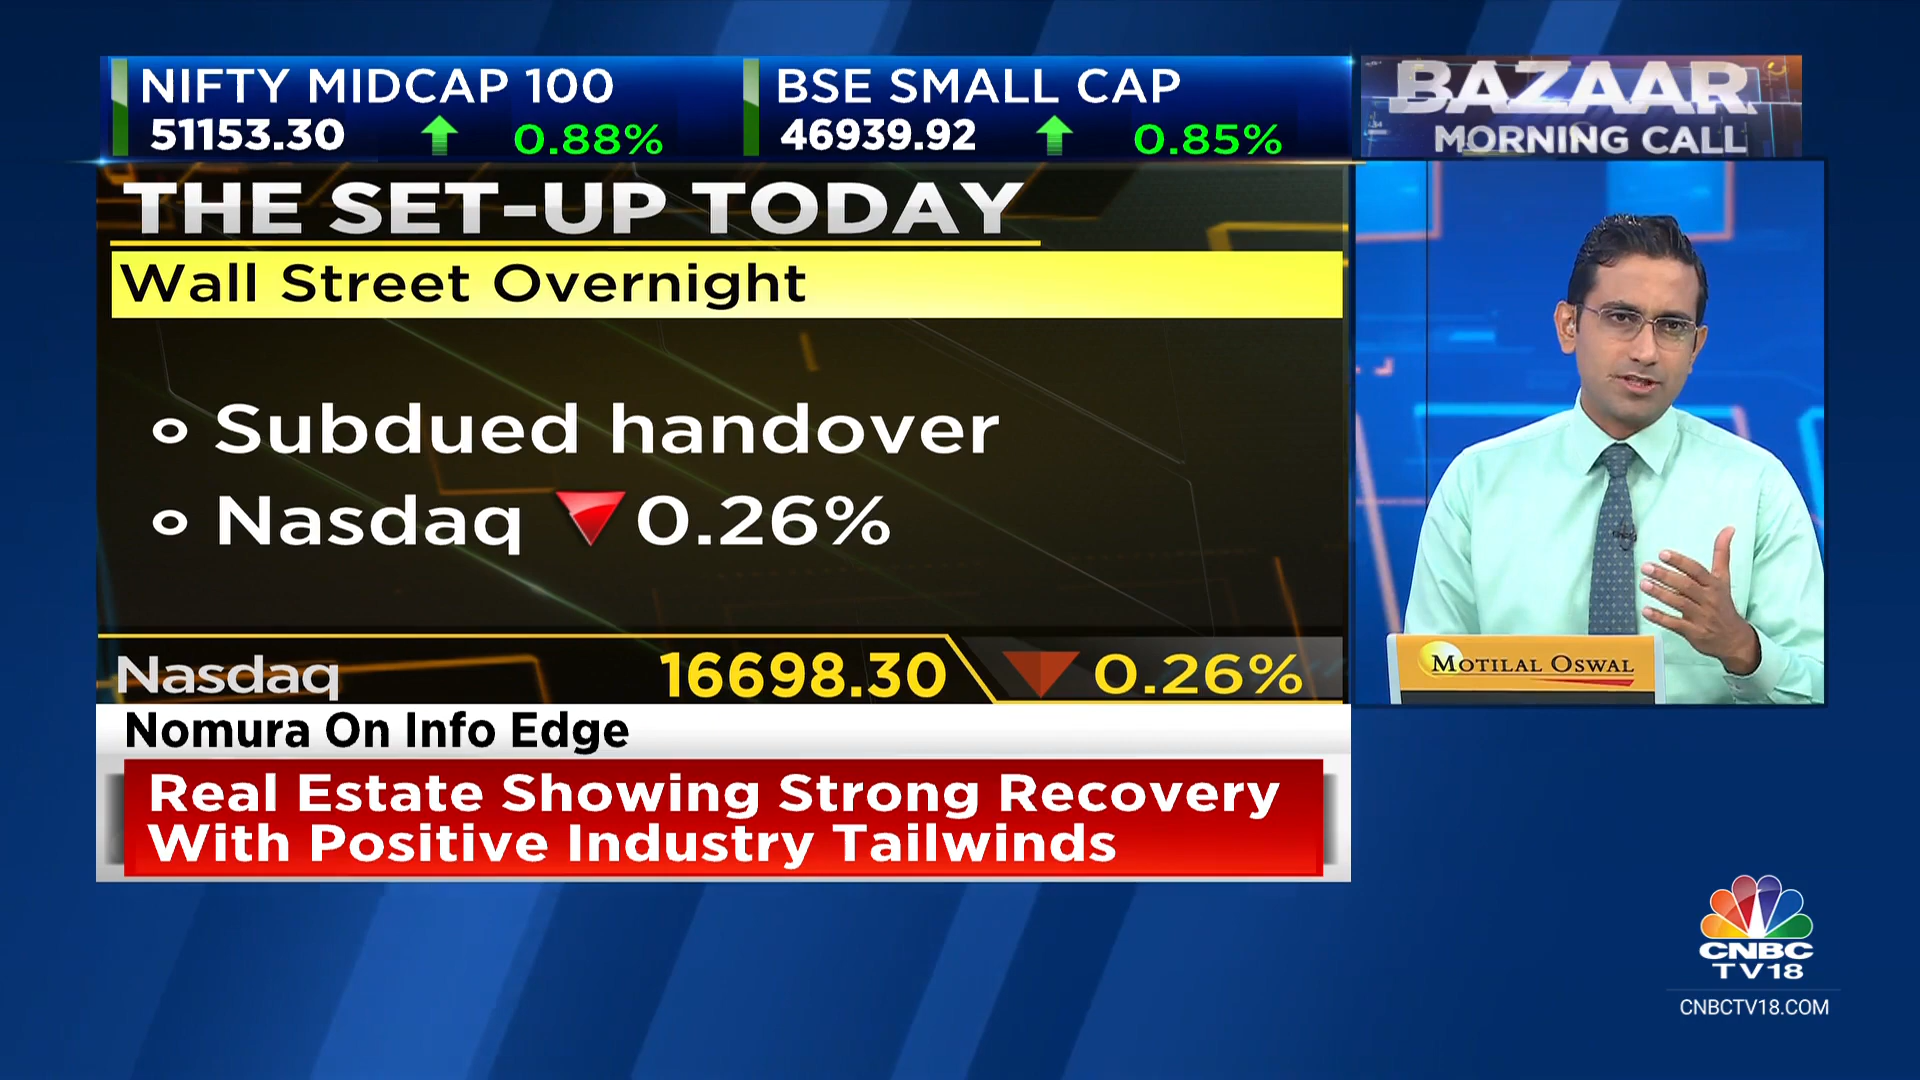 NIFTY MIDCAP 100
51153.30 0.88%
BSE SMALL CAP
46939.92 0.85%
BAZAAR
MORNING CALL
THE SET-UP TODAY
Wall Street Overnight
Subdued handover
Nasdaq 0.26%
Nasdaq 16698.30 0.26%
MOTILAL OSWAL
Nomura On Info Edge
Real Estate Showing Strong Recovery
With Positive Industry Tailwinds
CNBC
TV18
CNBCTV18.COM